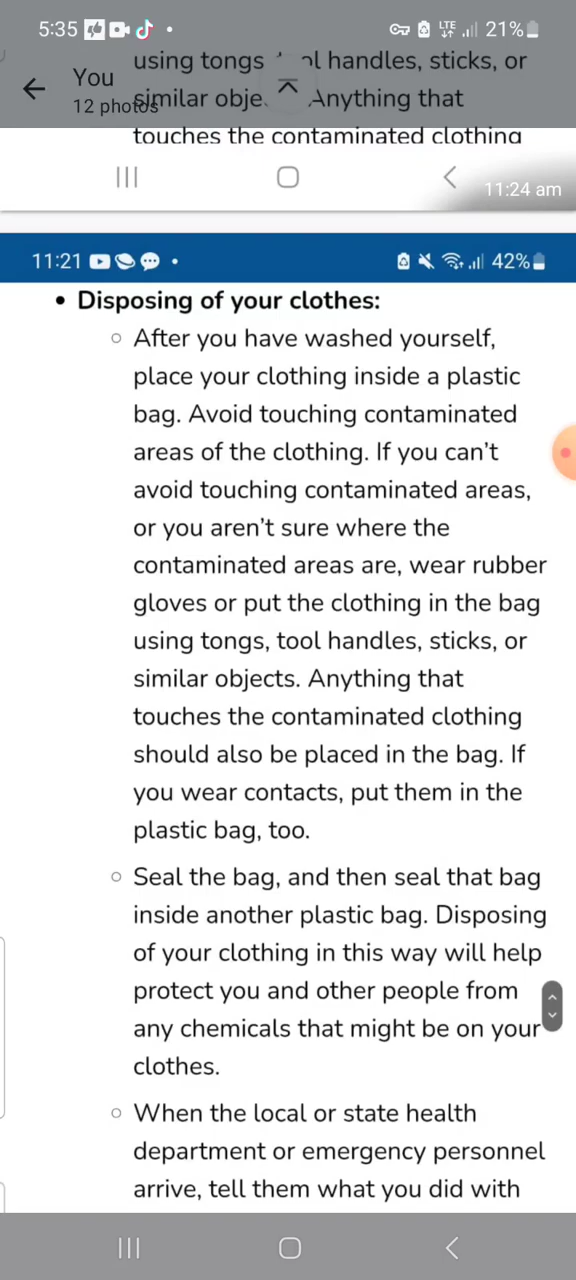 5:35
LTE
21%
using tongs
ol handles, sticks, or
You
12 photos
similar obje
Anything that
touches the contaminated clothing
11:24 am
11:21
42%
• Disposing of your clothes:
After you have washed yourself,
place your clothing inside a plastic
bag. Avoid touching contaminated
areas of the clothing. If you can't
avoid touching contaminated areas,
or you aren't sure where the
contaminated areas are, wear rubber
gloves or put the clothing in the bag
using tongs, tool handles, sticks, or
similar objects. Anything that
touches the contaminated clothing
should also be placed in the bag. If
you wear contacts, put them in the
plastic bag, too.
Seal the bag, and then seal that bag
inside another plastic bag. Disposing
of your clothing in this way will help
protect you and other people from
any chemicals that might be on your
clothes.
When the local or state health
department or emergency personnel
arrive, tell them what you did with